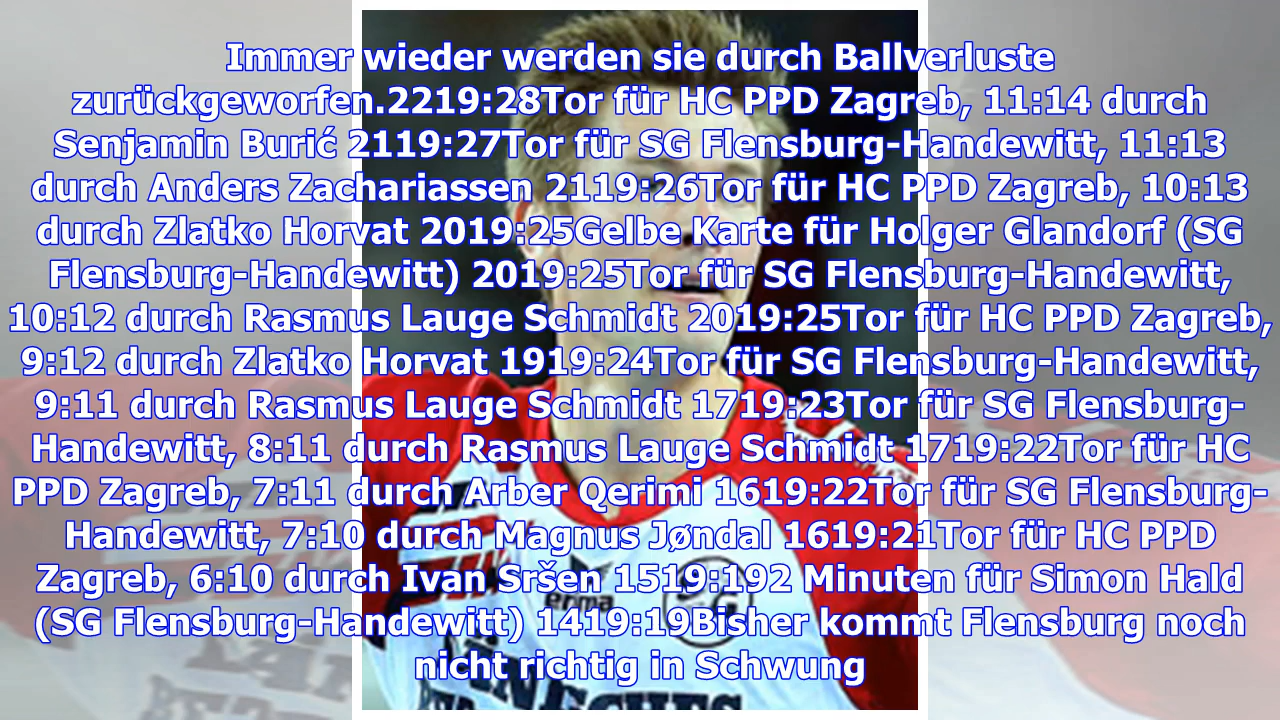 Immer wieder werden sie durch Ballverluste
zurückgeworfen.2219:28Tor für HC PPD Zagreb, 11:14 durch
Senjamin Burić 2119:27Tor für SG Flensburg-Handewitt, 11:13
durch Anders Zachariassen 2119:26Tor für HC PPD Zagreb, 10:13
durch Zlatko Horvat 2019:25Gelbe Karte für Holger Glandorf (SG
Flensburg-Handewitt) 2019:25Tor für SG Flensburg-Handewitt,
10:12 durch Rasmus Lauge Schmidt 2019:25Tor für HC PPD Zagreb,
9:12 durch Zlatko Horvat 1919:24Tor für SG Flensburg-Handewitt,
9:11 durch Rasmus Lauge Schmidt 1719:23Tor für SG Flensburg-
Handewitt, 8:11 durch Rasmus Lauge Schmidt 1719:22Tor für HC
PPD Zagreb, 7:11 durch Arber Qerimi 1619:22Tor für SG Flensburg-
Handewitt, 7:10 durch Magnus Jøndal 1619:21Tor für HC PPD
Zagreb, 6:10 durch Ivan Sršen 1519:192 Minuten für Simon Hald
(SG Flensburg-Handewitt) 1419:19Bisher kommt Flensburg noch
nicht richtig in Schwung
erima
SG